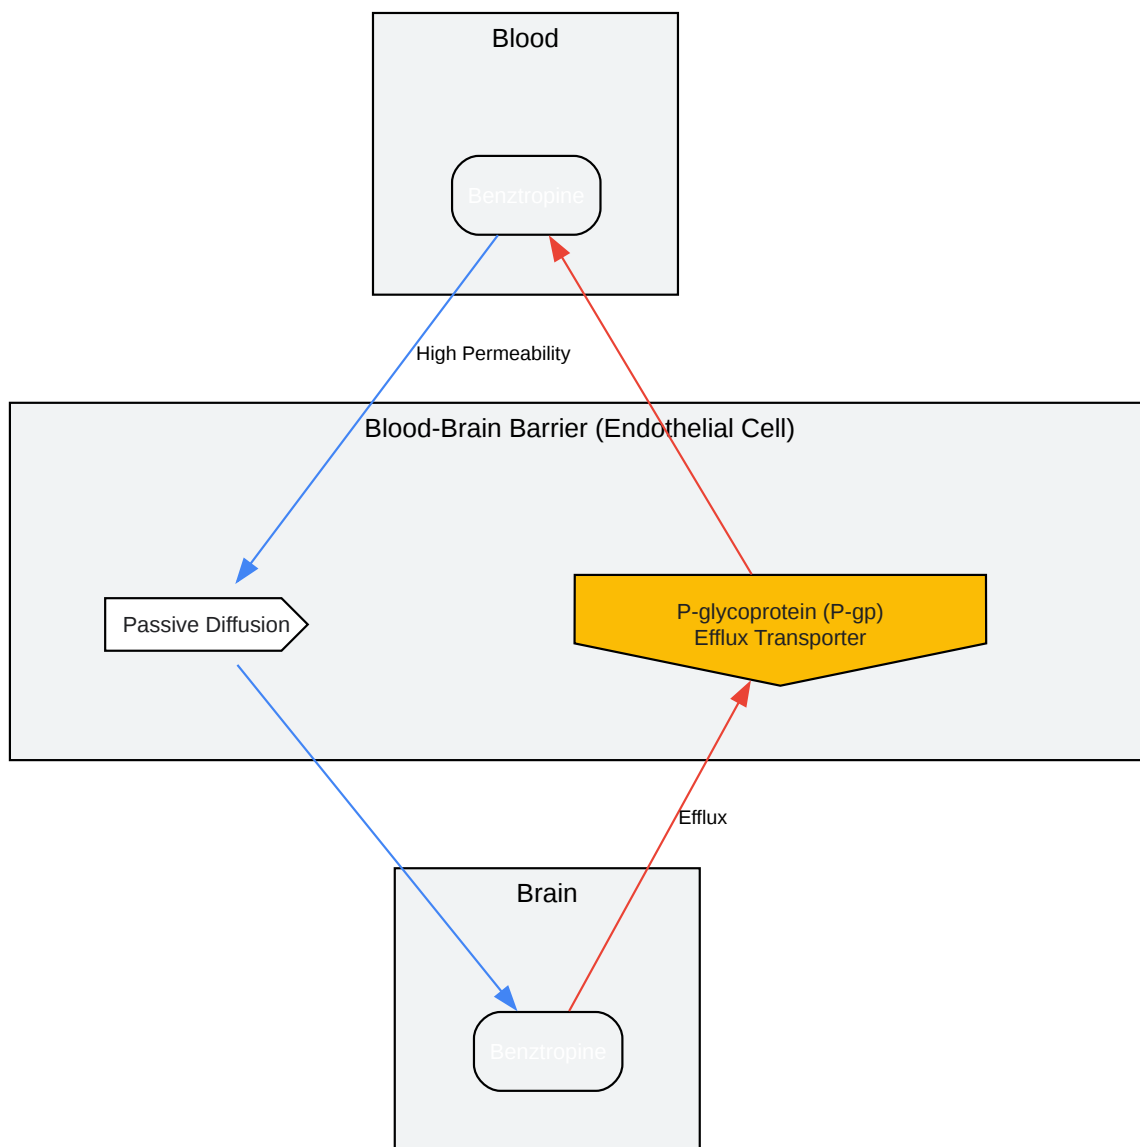 Blood
Benztropine
High Permeability
Blood-Brain Barrier (Endothelial Cell)
Passive Diffusion
P-glycoprotein (P-gp)
Efflux Transporter
Efflux
Brain
Benztropine